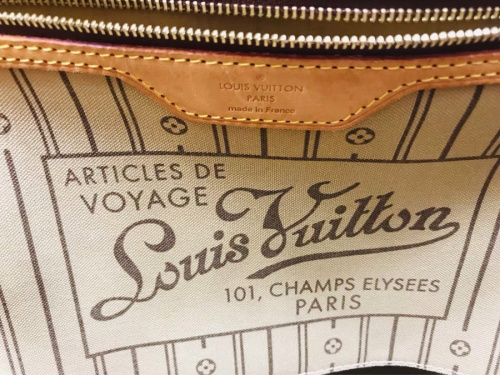 LOUIS VUITTON
PARIS
made in France
ARTICLES DE
VOYAGE
Louis Vuitton
101, CHAMPS ELYSEES
PARIS